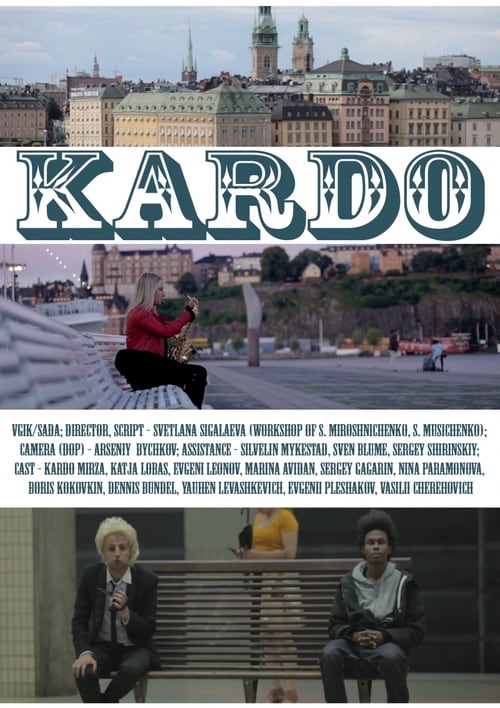 KARDO
VGIK/SADA; DIRECTOR, SCRIPT - SVETLANA SIGALAEVA (WORKSHOP OF S. MIROSHNICHENKO, S. MUSICHENKO);
CAMERA (DOP) - ARSENIY BYCHKOV; ASSISTANCE - SILVELIN MYKESTAD, SVEN BLUME, SERGEY SHIRINSKIY;
CAST - KARDO MIRZA, KATJA LOBAS, EVGENI LEONOV, MARINA AVIDAN, SERGEY GAGARIN, NINA PARAMONOVA,
BORIS KOKOVKIN, DENNIS BUNDEL, YAUHEN LEVASHKEVICH, EVGENII PLESHAKOV, VASILII CHEREHOVICH